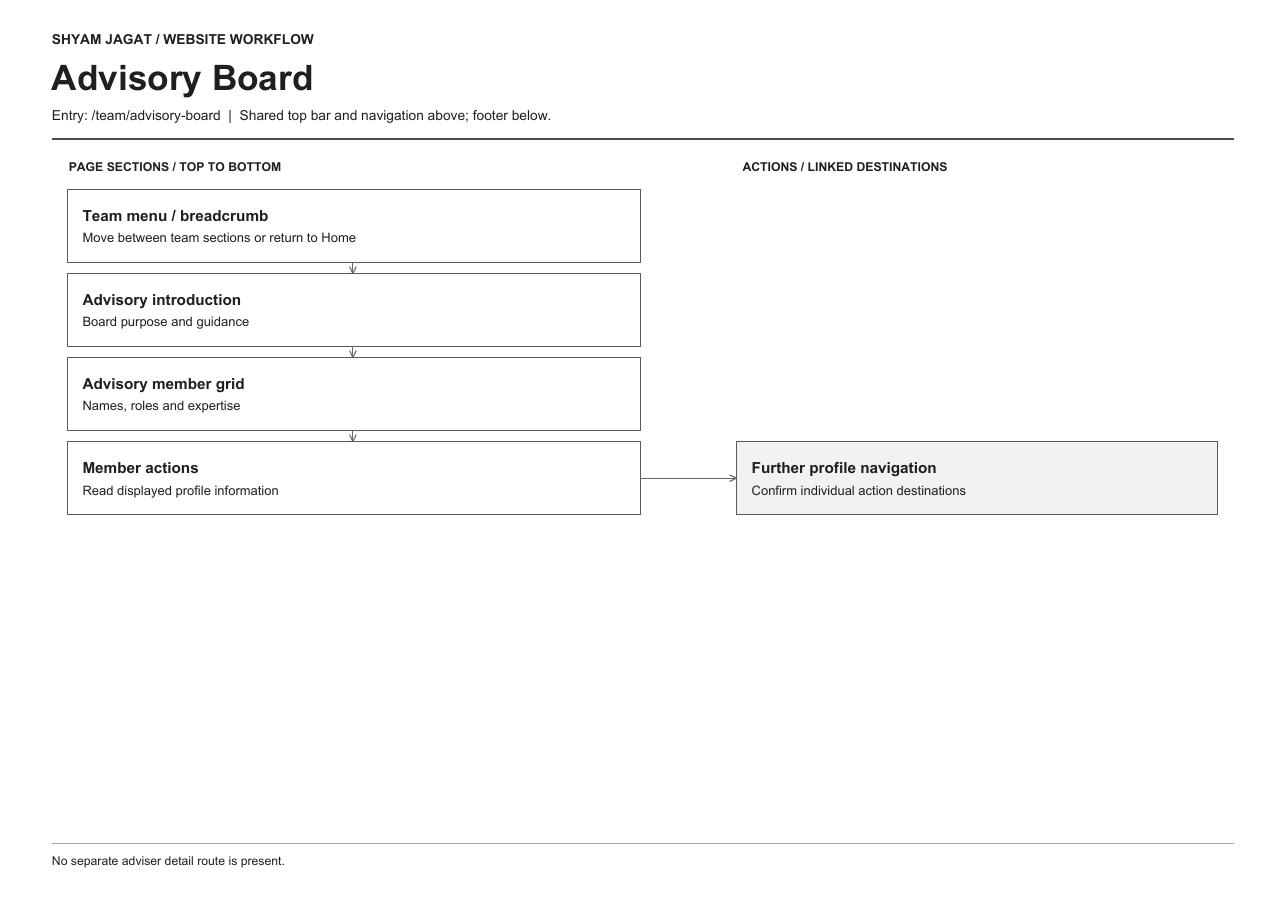 SHYAM JAGAT / WEBSITE WORKFLOW
Advisory Board
Entry: /team/advisory-board | Shared top bar and navigation above; footer below.
PAGE SECTIONS / TOP TO BOTTOM
ACTIONS / LINKED DESTINATIONS
Team menu / breadcrumb
Move between team sections or return to Home
Advisory introduction
Board purpose and guidance
Advisory member grid
Names, roles and expertise
Member actions
Read displayed profile information
Further profile navigation
Confirm individual action destinations
No separate adviser detail route is present.